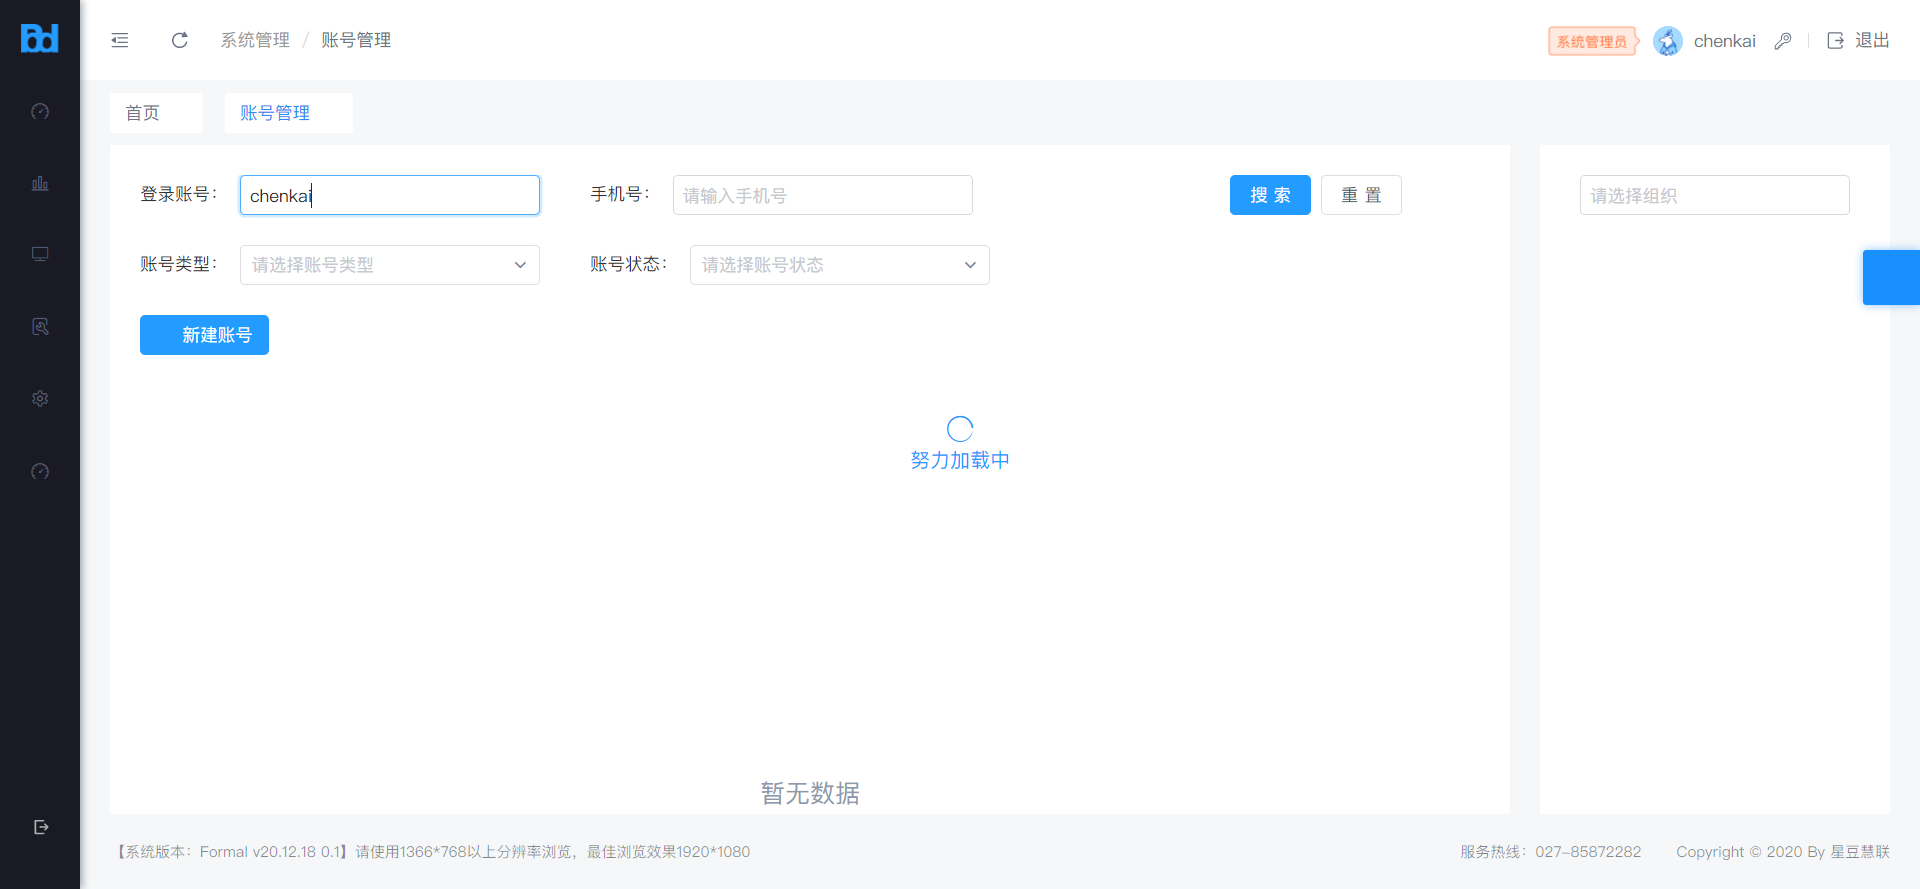 系统管理 / 账号管理
系统管理员 chenkai 退出
首页 账号管理
登录账号： chenkai 手机号： 请输入手机号 搜 索 重 置 请选择组织
账号类型： 请选择账号类型 账号状态： 请选择账号状态
新建账号
努力加载中
暂无数据
【系统版本：Formal v20.12.18 0.1】请使用1366*768以上分辨率浏览，最佳浏览效果1920*1080 服务热线：027-85872282 Copyright © 2020 By 星豆慧联